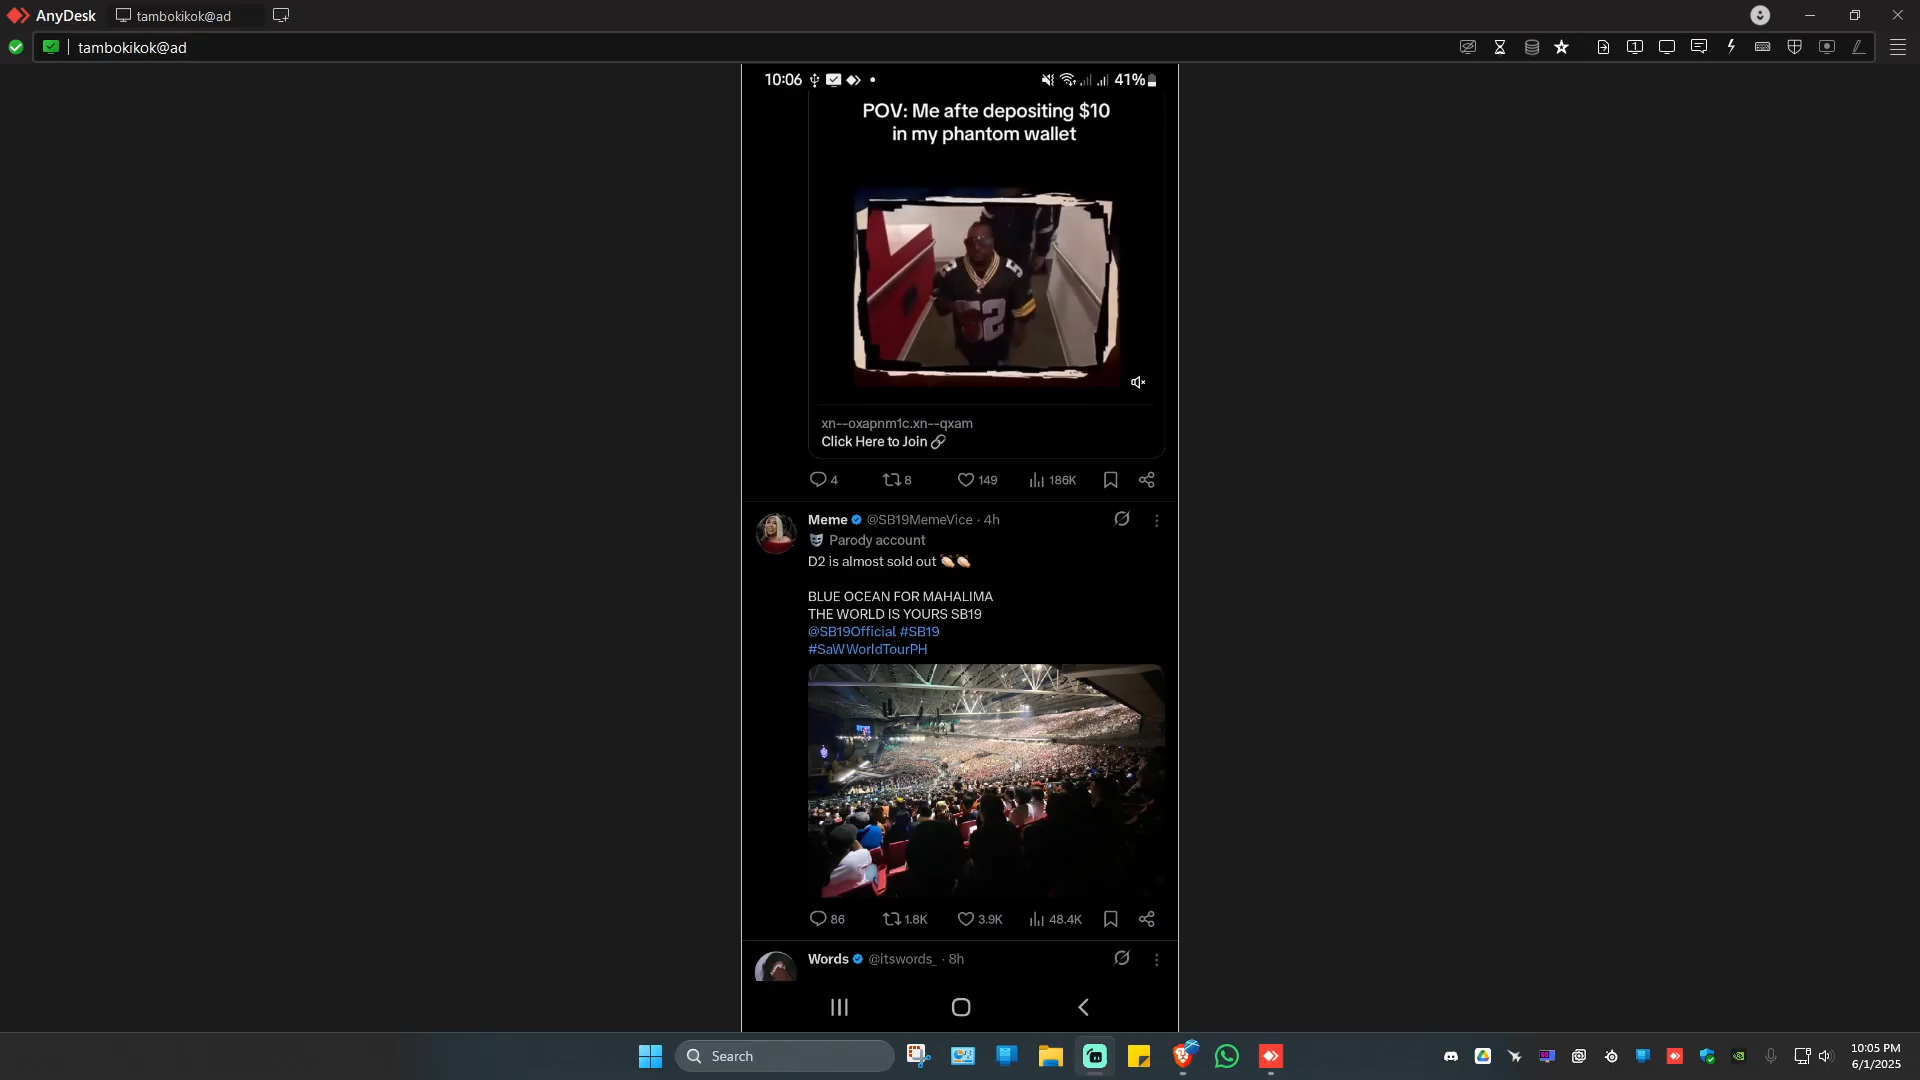 AnyDesk
tambokikok@ad
tambokikok@ad
10:06
41%
POV: Me afte depositing $10
in my phantom wallet
52
xn--oxapnm1c.xn--qxam
Click Here to Join
4 8 149 186K
Meme @SB19MemeVice · 4h
Parody account
D2 is almost sold out
BLUE OCEAN FOR MAHALIMA
THE WORLD IS YOURS SB19
@SB19Official #SB19
#SaWWorldTourPH
86 1.8K 3.9K 48.4K
Words @itswords_ · 8h
Search
10:05 PM
6/1/2025